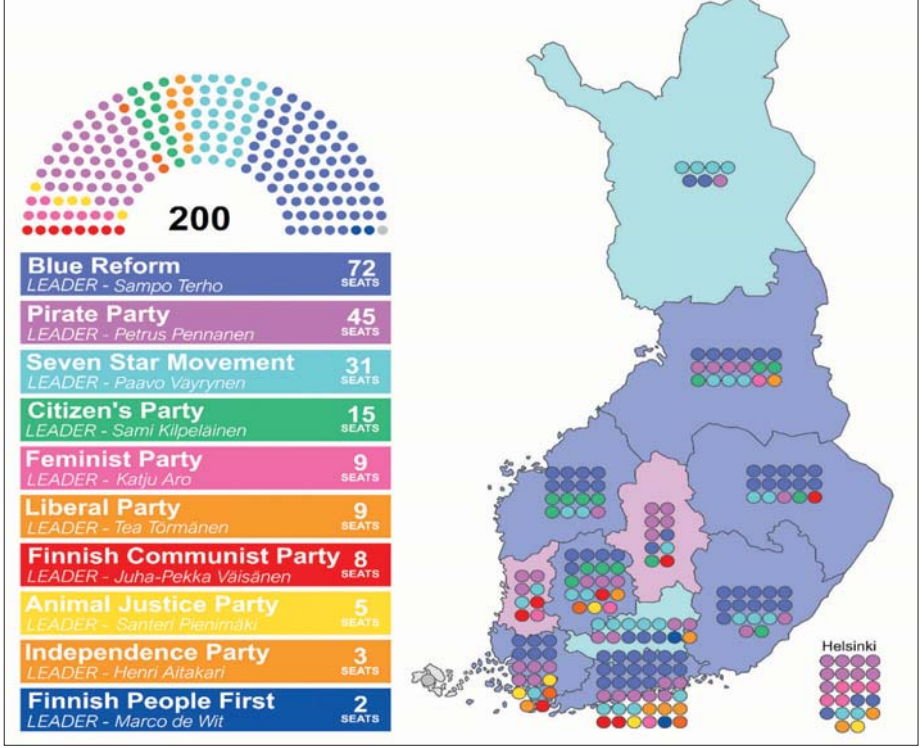 200
Blue Reform 72
LEADER - Sampo Terho SEATS
Pirate Party 45
LEADER - Petrus Pennanen SEATS
Seven Star Movement 31
LEADER - Paavo Väyrynen SEATS
Citizen's Party 15
LEADER - Sami Kilpeläinen SEATS
Feminist Party 9
LEADER - Katju Aro SEATS
Liberal Party 9
LEADER - Tea Törmänen SEATS
Finnish Communist Party 8
LEADER - Juha-Pekka Väisänen SEATS
Animal Justice Party 5
LEADER - Santeri Pienimäki SEATS
Independence Party 3
LEADER - Henri Aitakari SEATS
Finnish People First 2
LEADER - Marco de Wit SEATS
Helsinki